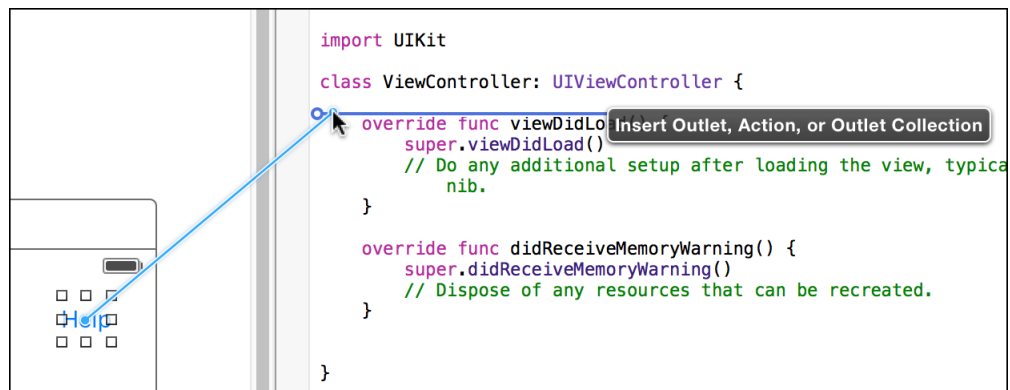 import UIKit
class ViewController: UIViewController {
override func viewDidLo
Insert Outlet, Action, or Outlet Collection
super.viewDidLoad()
// Do any additional setup after loading the view, typica
nib.
}
override func didReceiveMemoryWarning() {
super.didReceiveMemoryWarning()
// Dispose of any resources that can be recreated.
}
Help
}